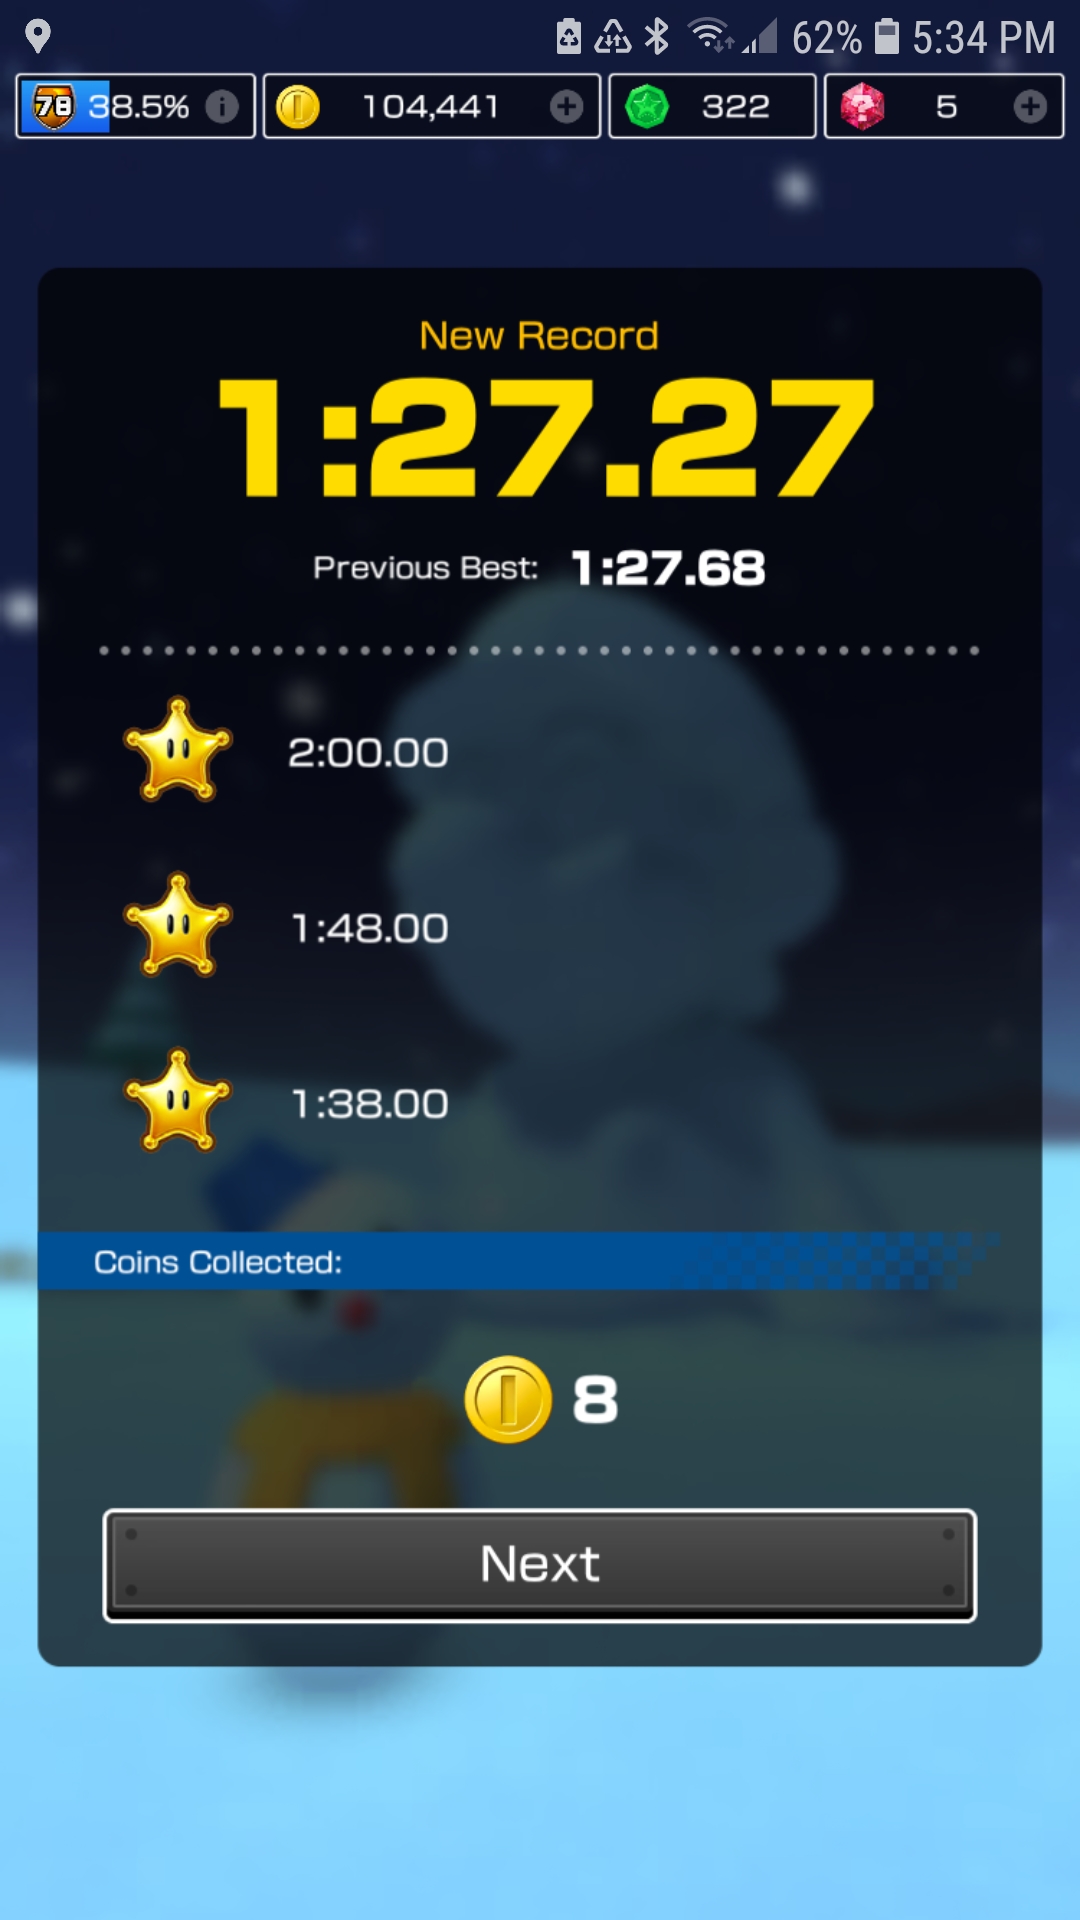 62% 5:34 PM
78 38.5% i 104,441 + 322 ? 5 +
New Record
1:27.27
Previous Best: 1:27.68
2:00.00
1:48.00
1:38.00
Coins Collected:
8
Next